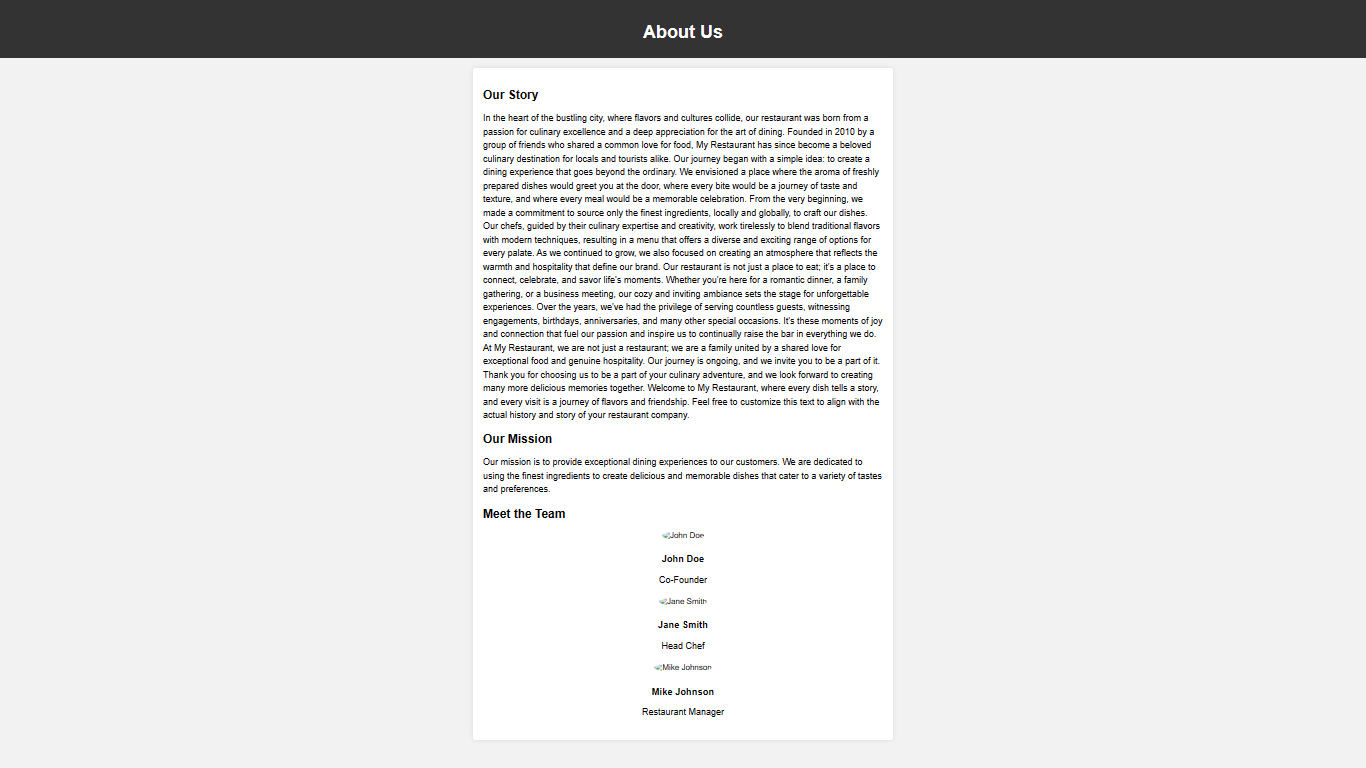 About Us
Our Story
In the heart of the bustling city, where flavors and cultures collide, our restaurant was born from a
passion for culinary excellence and a deep appreciation for the art of dining. Founded in 2010 by a
group of friends who shared a common love for food, My Restaurant has since become a beloved
culinary destination for locals and tourists alike. Our journey began with a simple idea: to create a
dining experience that goes beyond the ordinary. We envisioned a place where the aroma of freshly
prepared dishes would greet you at the door, where every bite would be a journey of taste and
texture, and where every meal would be a memorable celebration. From the very beginning, we
made a commitment to source only the finest ingredients, locally and globally, to craft our dishes.
Our chefs, guided by their culinary expertise and creativity, work tirelessly to blend traditional flavors
with modern techniques, resulting in a menu that offers a diverse and exciting range of options for
every palate. As we continued to grow, we also focused on creating an atmosphere that reflects the
warmth and hospitality that define our brand. Our restaurant is not just a place to eat; it's a place to
connect, celebrate, and savor life's moments. Whether you're here for a romantic dinner, a family
gathering, or a business meeting, our cozy and inviting ambiance sets the stage for unforgettable
experiences. Over the years, we've had the privilege of serving countless guests, witnessing
engagements, birthdays, anniversaries, and many other special occasions. It's these moments of joy
and connection that fuel our passion and inspire us to continually raise the bar in everything we do.
At My Restaurant, we are not just a restaurant; we are a family united by a shared love for
exceptional food and genuine hospitality. Our journey is ongoing, and we invite you to be a part of it.
Thank you for choosing us to be a part of your culinary adventure, and we look forward to creating
many more delicious memories together. Welcome to My Restaurant, where every dish tells a story,
and every visit is a journey of flavors and friendship. Feel free to customize this text to align with the
actual history and story of your restaurant company.
Our Mission
Our mission is to provide exceptional dining experiences to our customers. We are dedicated to
using the finest ingredients to create delicious and memorable dishes that cater to a variety of tastes
and preferences.
Meet the Team
John Doe
John Doe
Co-Founder
Jane Smith
Jane Smith
Head Chef
Mike Johnson
Mike Johnson
Restaurant Manager